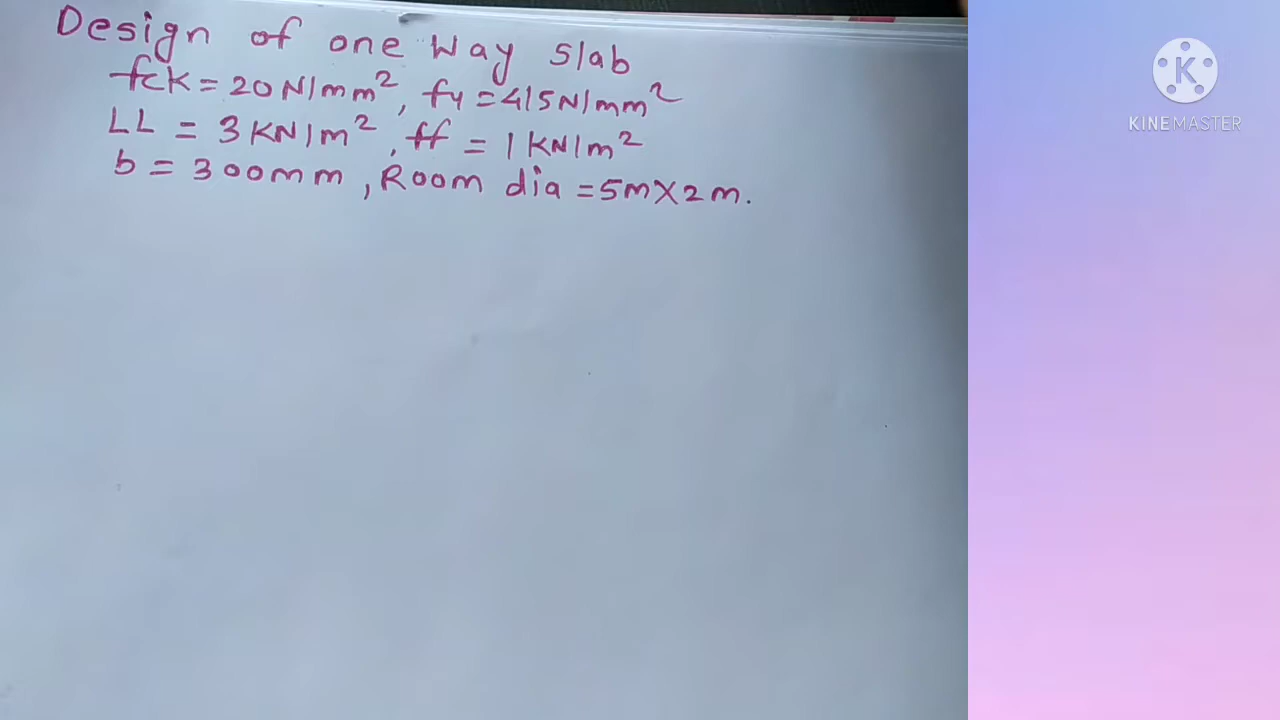 Design of one way slab
fck = 20 N/mm², fy = 415 N/mm²
LL = 3 KN/m², ff = 1 KN/m²
b = 300mm, Room dia = 5m X 2m.
K
KINEMASTER